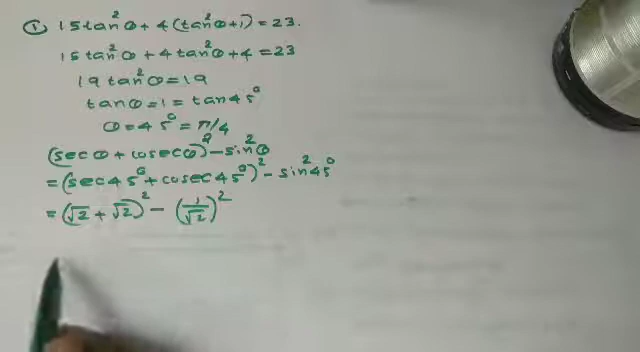 ① 15tan²θ + 4(tan²θ+1) = 23.
15tan²θ + 4tan²θ + 4 = 23
19tan²θ = 19
tanθ = 1 = tan45°
θ = 45° = π/4
(secθ + cosecθ)² - sin²θ
= (sec45° + cosec45°)² - sin²45°
= (√2 + √2)² - (1/√2)²